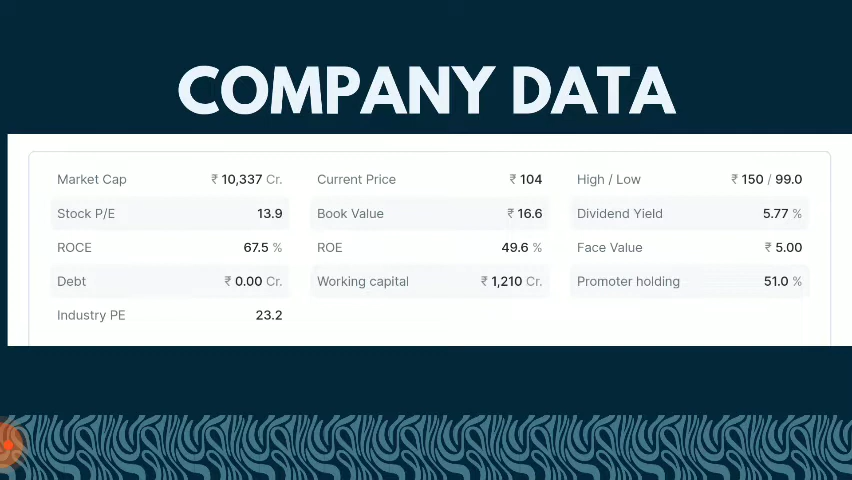 COMPANY DATA
Market Cap ₹ 10,337 Cr. Current Price ₹ 104 High / Low ₹ 150 / 99.0
Stock P/E 13.9 Book Value ₹ 16.6 Dividend Yield 5.77 %
ROCE 67.5 % ROE 49.6 % Face Value ₹ 5.00
Debt ₹ 0.00 Cr. Working capital ₹ 1,210 Cr. Promoter holding 51.0 %
Industry PE 23.2